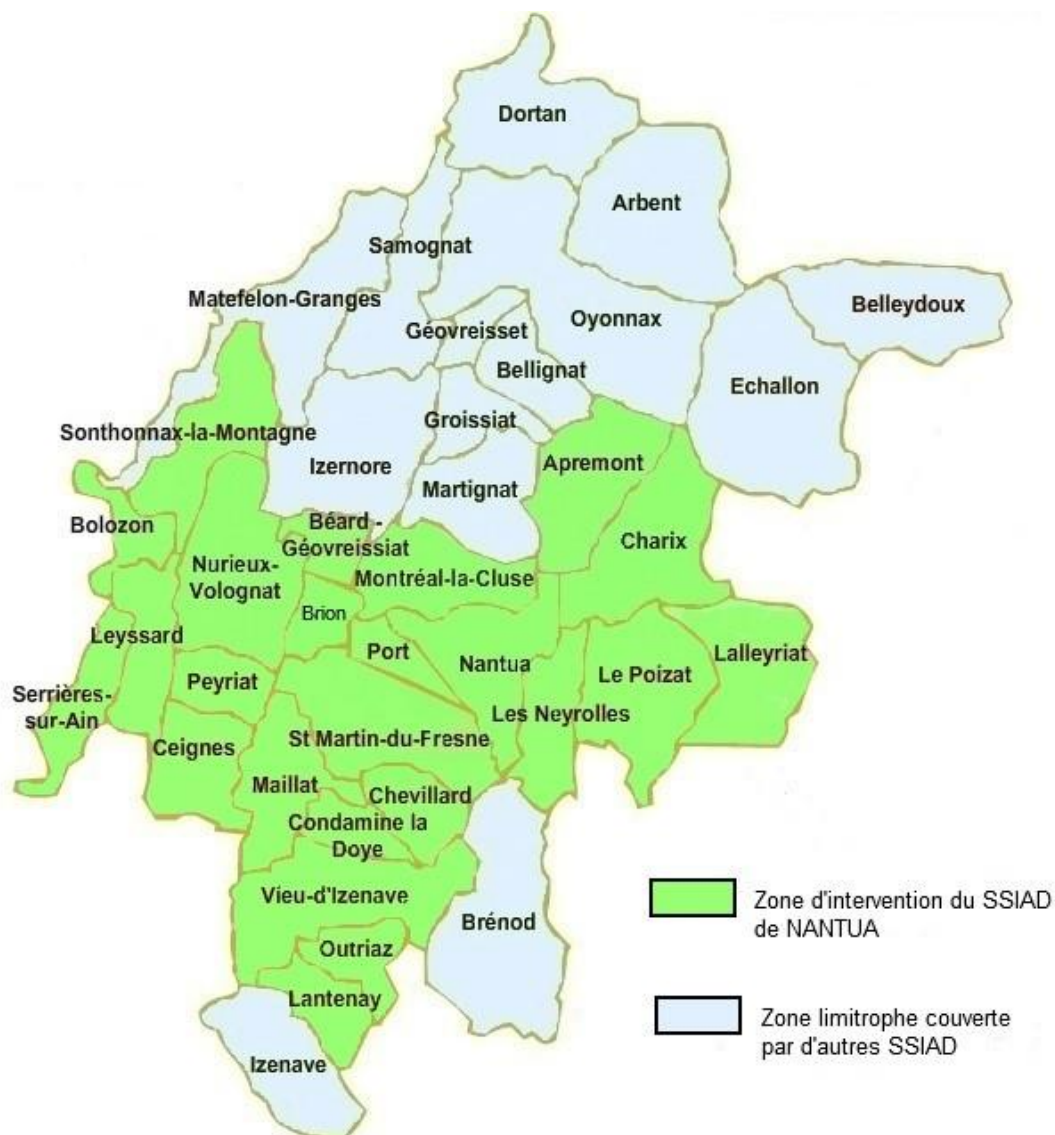 Dortan
Arbent
Samognat
Matefelon-Granges
Belleydoux
Oyonnax
Géovreisset
Bellignat
Echallon
Groissiat
Sonthonnax-la-Montagne
Izernore
Apremont
Martignat
Bolozon
Béard -
Géovreissiat
Charix
Nurieux-
Volognat
Montréal-la-Cluse
Brion
Leyssard
Port
Nantua
Lalleyriat
Le Poizat
Peyriat
Serrières-
sur-Ain
Les Neyrolles
St Martin-du-Fresne
Ceignes
Maillat
Chevillard
Condamine la
Doye
Vieu-d'Izenave
Brénod
Outriaz
Lantenay
Izenave
Zone d'intervention du SSIAD
de NANTUA
Zone limitrophe couverte
par d'autres SSIAD